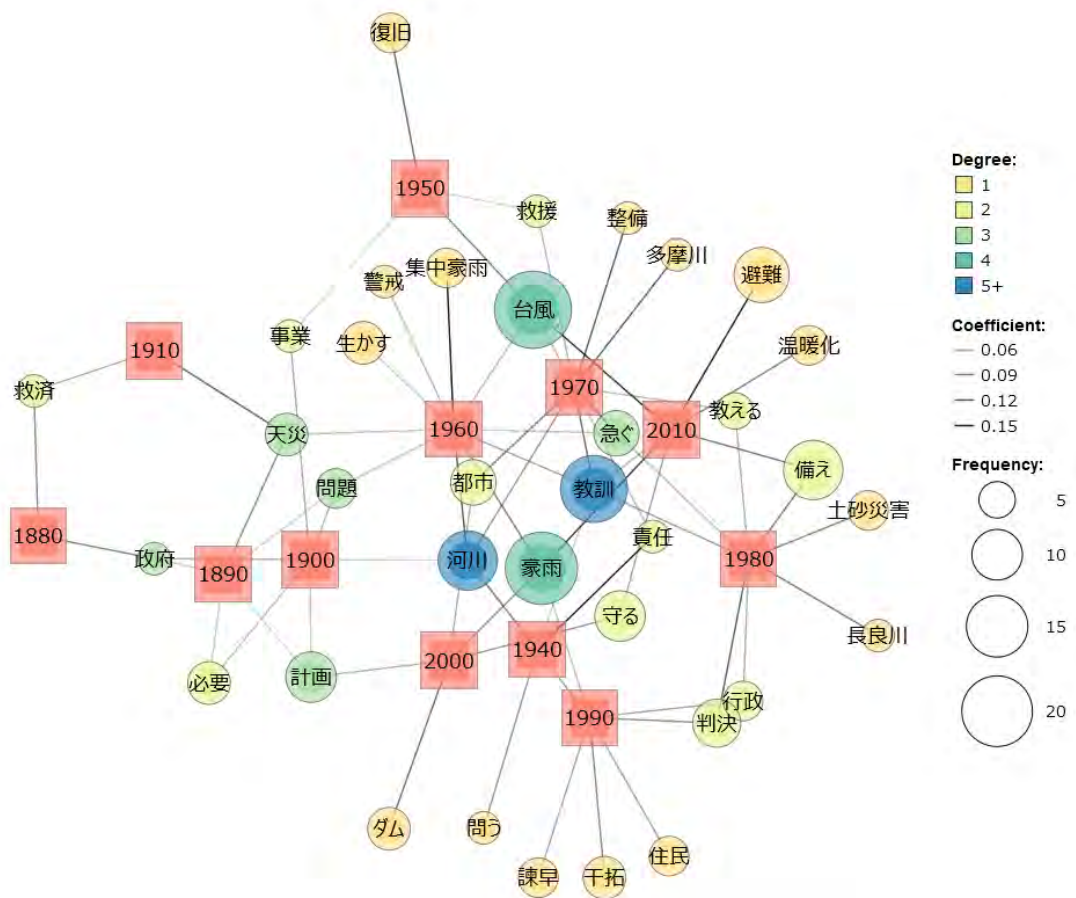 復旧
1950
救援
整備
多摩川
集中豪雨
警戒
避難
台風
事業
生かす
温暖化
1910
救済
1970
教える
天災
1960
急ぐ
2010
備え
都市
問題
教訓
土砂災害
1880
政府
1890
1900
河川
豪雨
責任
1980
守る
長良川
必要
計画
2000
1940
1990
行政
判決
ダム
問う
諫早
干拓
住民
Degree:
1
2
3
4
5+
Coefficient:
0.06
0.09
0.12
0.15
Frequency:
5
10
15
20